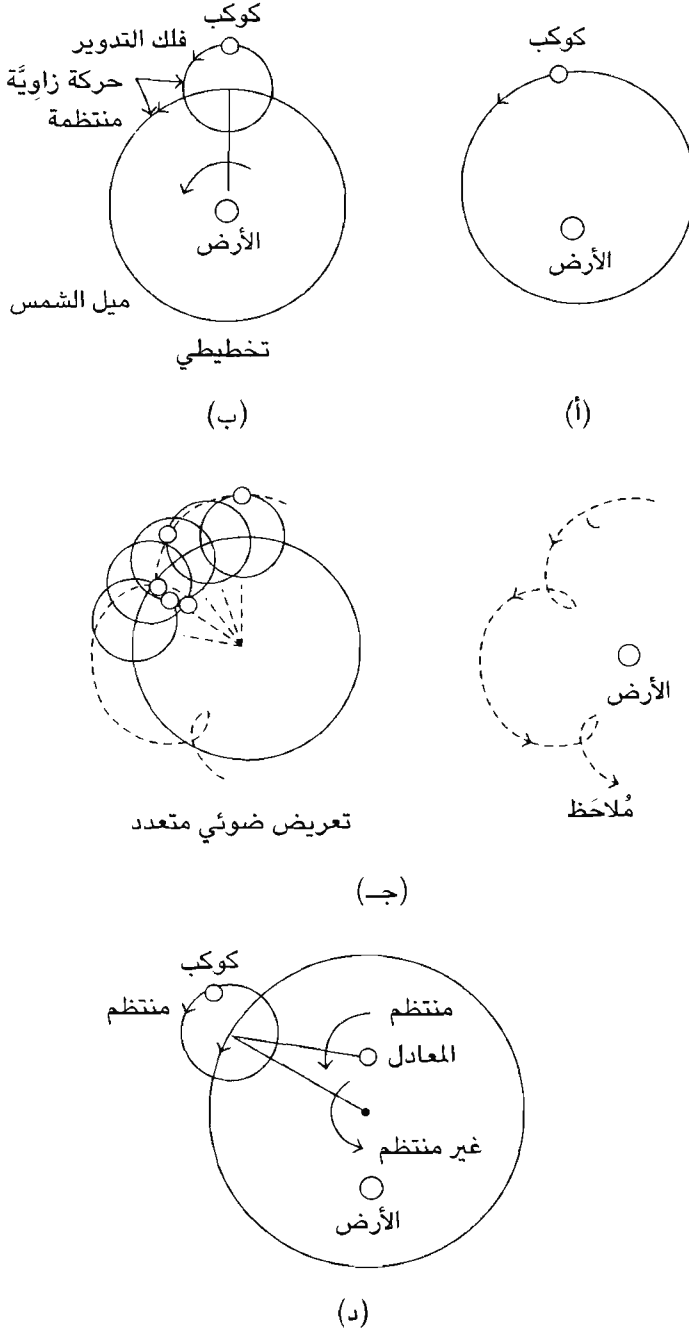 كوكب
الأرض
(أ)
كوكب
فلك التدوير
حركة زاوِيَّة
منتظمة
الأرض
ميل الشمس
تخطيطي
(ب)
الأرض
مُلاحَظ
تعريض ضوئي متعدد
(جـ)
كوكب
منتظم
منتظم
المعادل
غير منتظم
الأرض
(د)